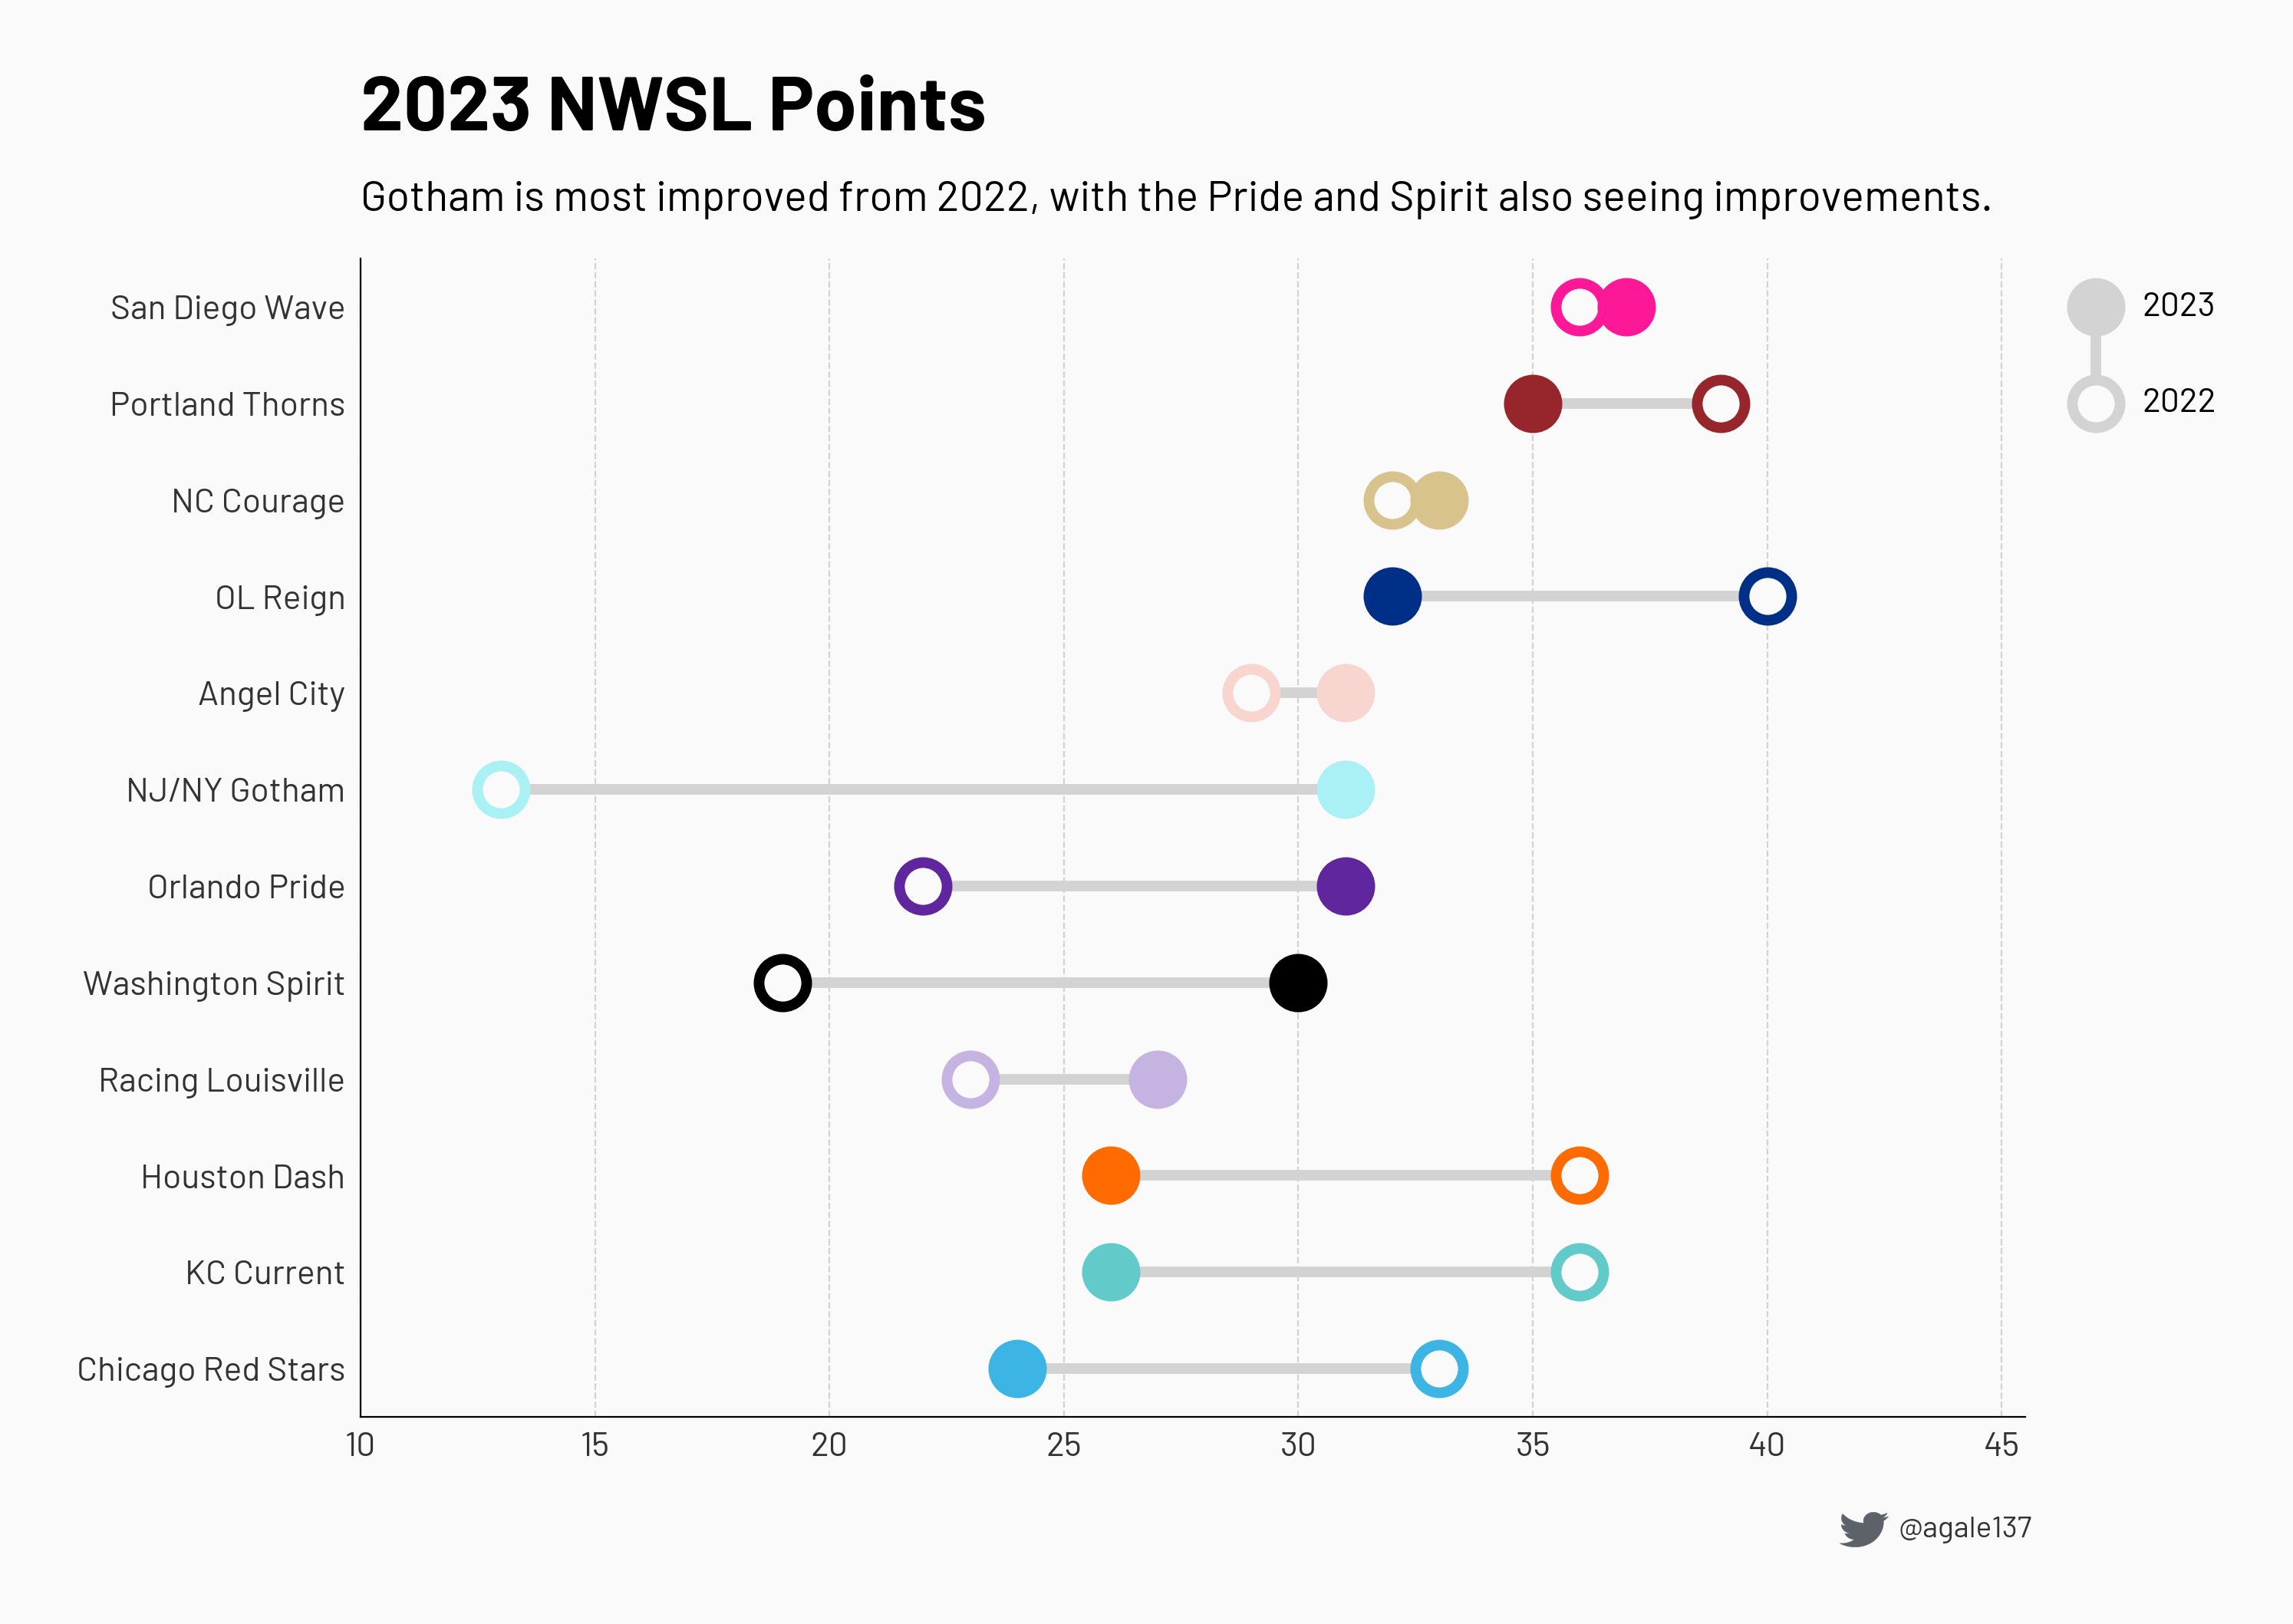 2023 NWSL Points
Gotham is most improved from 2022, with the Pride and Spirit also seeing improvements.
San Diego Wave
2023
Portland Thorns
2022
NC Courage
OL Reign
Angel City
NJ/NY Gotham
Orlando Pride
Washington Spirit
Racing Louisville
Houston Dash
KC Current
Chicago Red Stars
10 15 20 25 30 35 40 45
@agale137